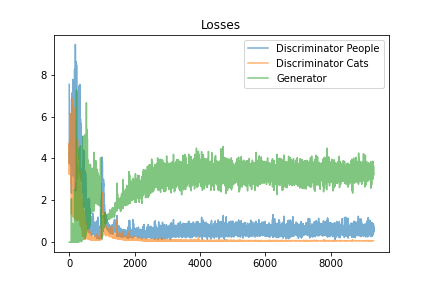 Losses
Discriminator People
Discriminator Cats
Generator
8
6
4
2
0
0 2000 4000 6000 8000